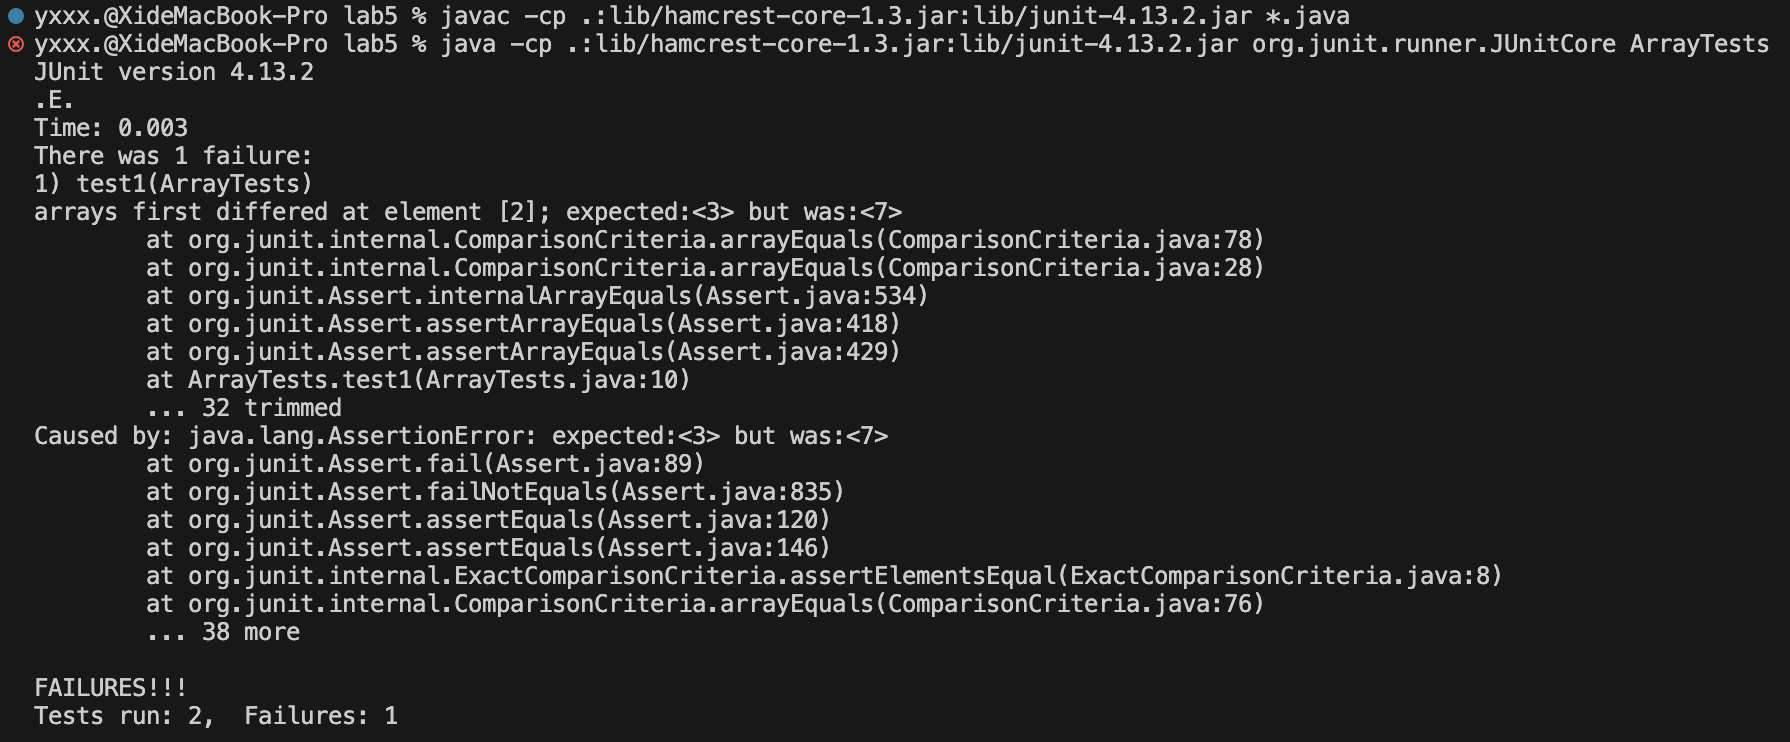 yxxx.@XideMacBook-Pro lab5 % javac -cp .:lib/hamcrest-core-1.3.jar:lib/junit-4.13.2.jar *.java
yxxx.@XideMacBook-Pro lab5 % java -cp .:lib/hamcrest-core-1.3.jar:lib/junit-4.13.2.jar org.junit.runner.JUnitCore ArrayTests
JUnit version 4.13.2
.E.
Time: 0.003
There was 1 failure:
1) test1(ArrayTests)
arrays first differed at element [2]; expected:<3> but was:<7>
        at org.junit.internal.ComparisonCriteria.arrayEquals(ComparisonCriteria.java:78)
        at org.junit.internal.ComparisonCriteria.arrayEquals(ComparisonCriteria.java:28)
        at org.junit.Assert.internalArrayEquals(Assert.java:534)
        at org.junit.Assert.assertArrayEquals(Assert.java:418)
        at org.junit.Assert.assertArrayEquals(Assert.java:429)
        at ArrayTests.test1(ArrayTests.java:10)
        ... 32 trimmed
Caused by: java.lang.AssertionError: expected:<3> but was:<7>
        at org.junit.Assert.fail(Assert.java:89)
        at org.junit.Assert.failNotEquals(Assert.java:835)
        at org.junit.Assert.assertEquals(Assert.java:120)
        at org.junit.Assert.assertEquals(Assert.java:146)
        at org.junit.internal.ExactComparisonCriteria.assertElementsEqual(ExactComparisonCriteria.java:8)
        at org.junit.internal.ComparisonCriteria.arrayEquals(ComparisonCriteria.java:76)
        ... 38 more

FAILURES!!!
Tests run: 2,  Failures: 1